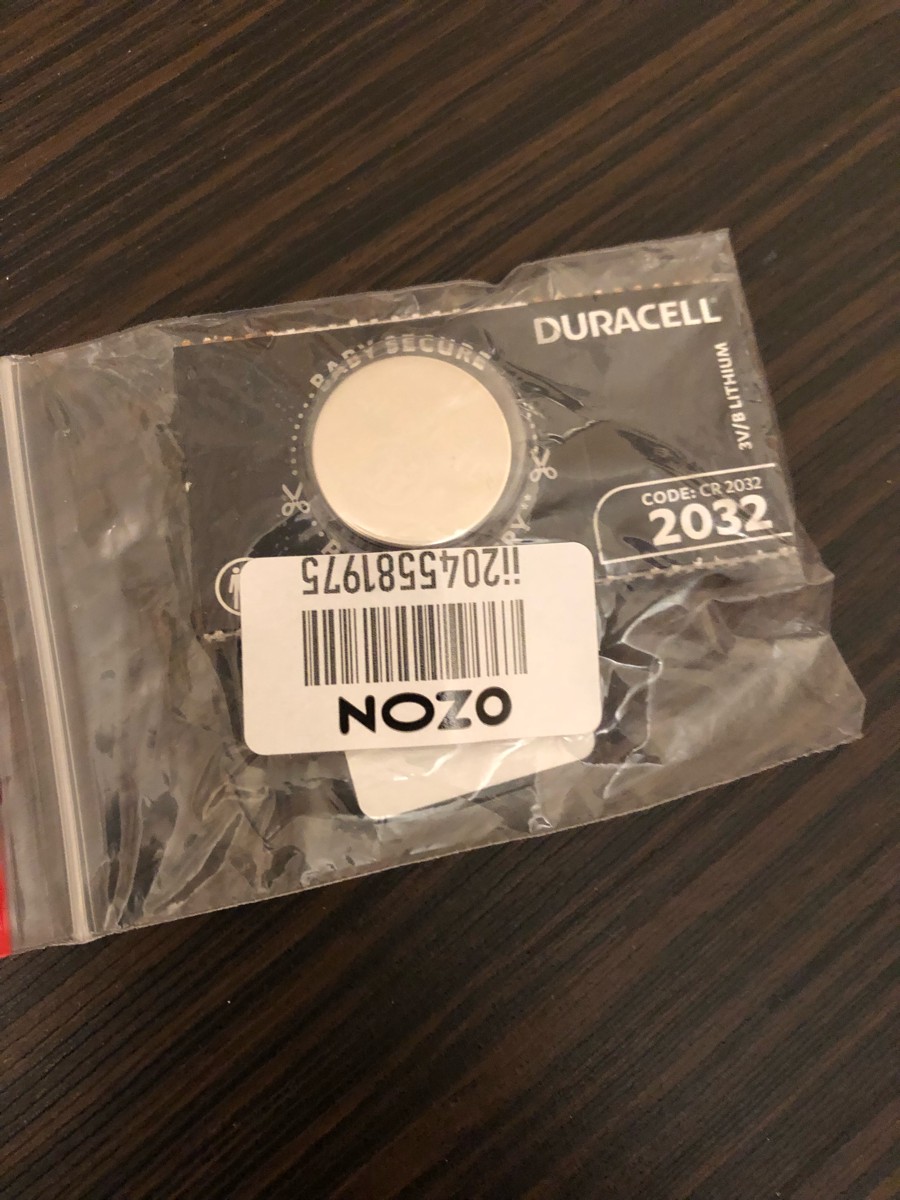 DURACELL
BABY SECURE
3V/B LITHIUM
CODE: CR 2032
2032
ii2045581975
OZON